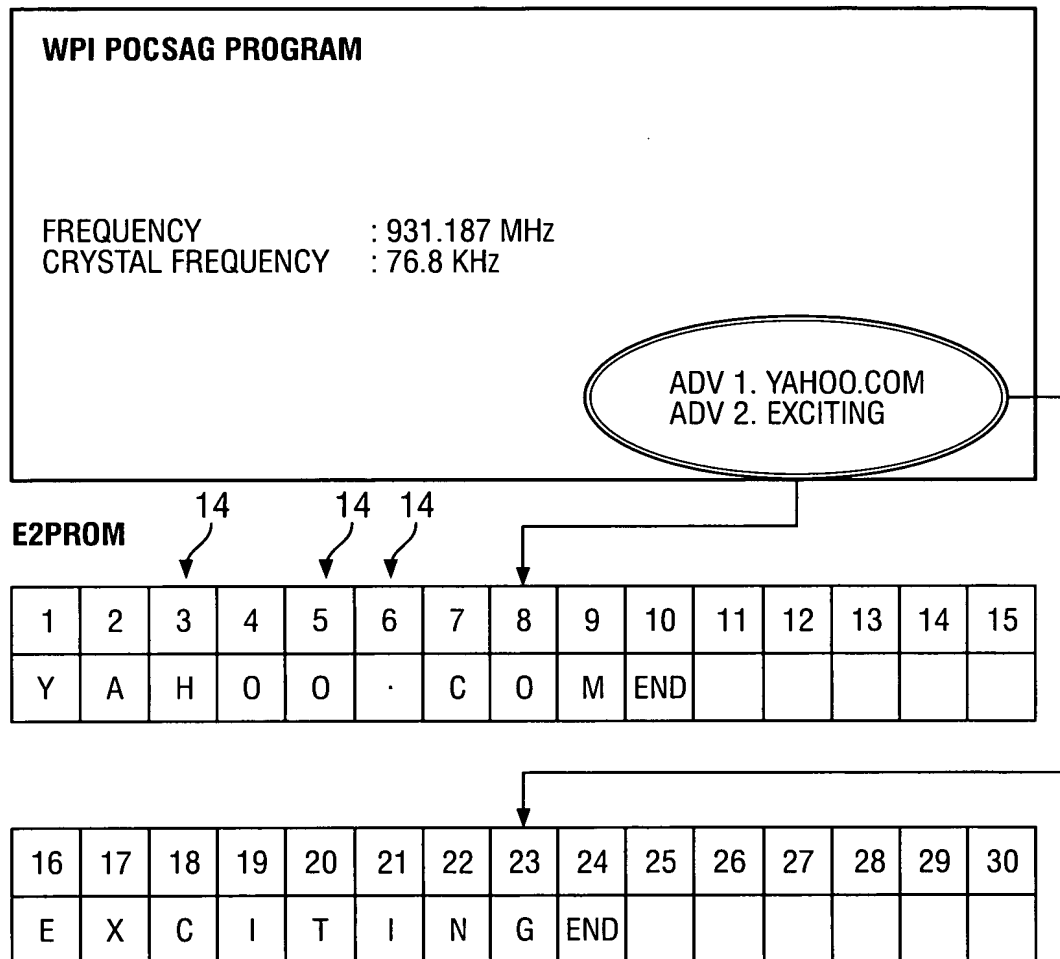 WPI POCSAG PROGRAM
FREQUENCY : 931.187 MHz
CRYSTAL FREQUENCY : 76.8 KHz
ADV 1. YAHOO.COM
ADV 2. EXCITING
14 14 14
E2PROM
1 2 3 4 5 6 7 8 9 10 11 12 13 14 15
Y A H O O · C O M END
16 17 18 19 20 21 22 23 24 25 26 27 28 29 30
E X C I T I N G END